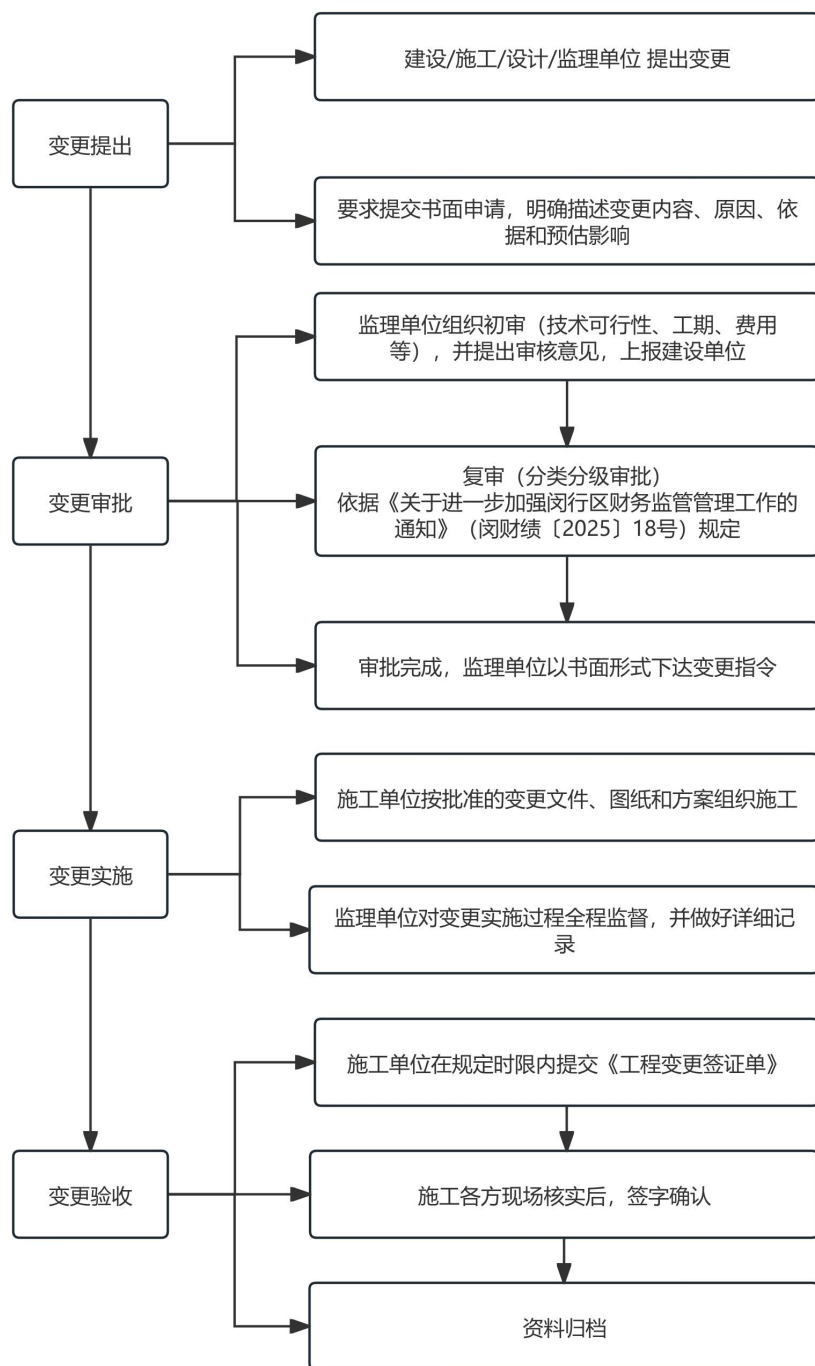 建设/施工/设计/监理单位 提出变更
变更提出
要求提交书面申请，明确描述变更内容、原因、依
据和预估影响
监理单位组织初审（技术可行性、工期、费用
等），并提出审核意见，上报建设单位
变更审批
复审（分类分级审批）
依据《关于进一步加强闵行区财务监管管理工作的
通知》（闵财绩〔2025〕18号）规定
审批完成，监理单位以书面形式下达变更指令
施工单位按批准的变更文件、图纸和方案组织施工
变更实施
监理单位对变更实施过程全程监督，并做好详细记
录
施工单位在规定时限内提交《工程变更签证单》
变更验收
施工各方现场核实后，签字确认
资料归档